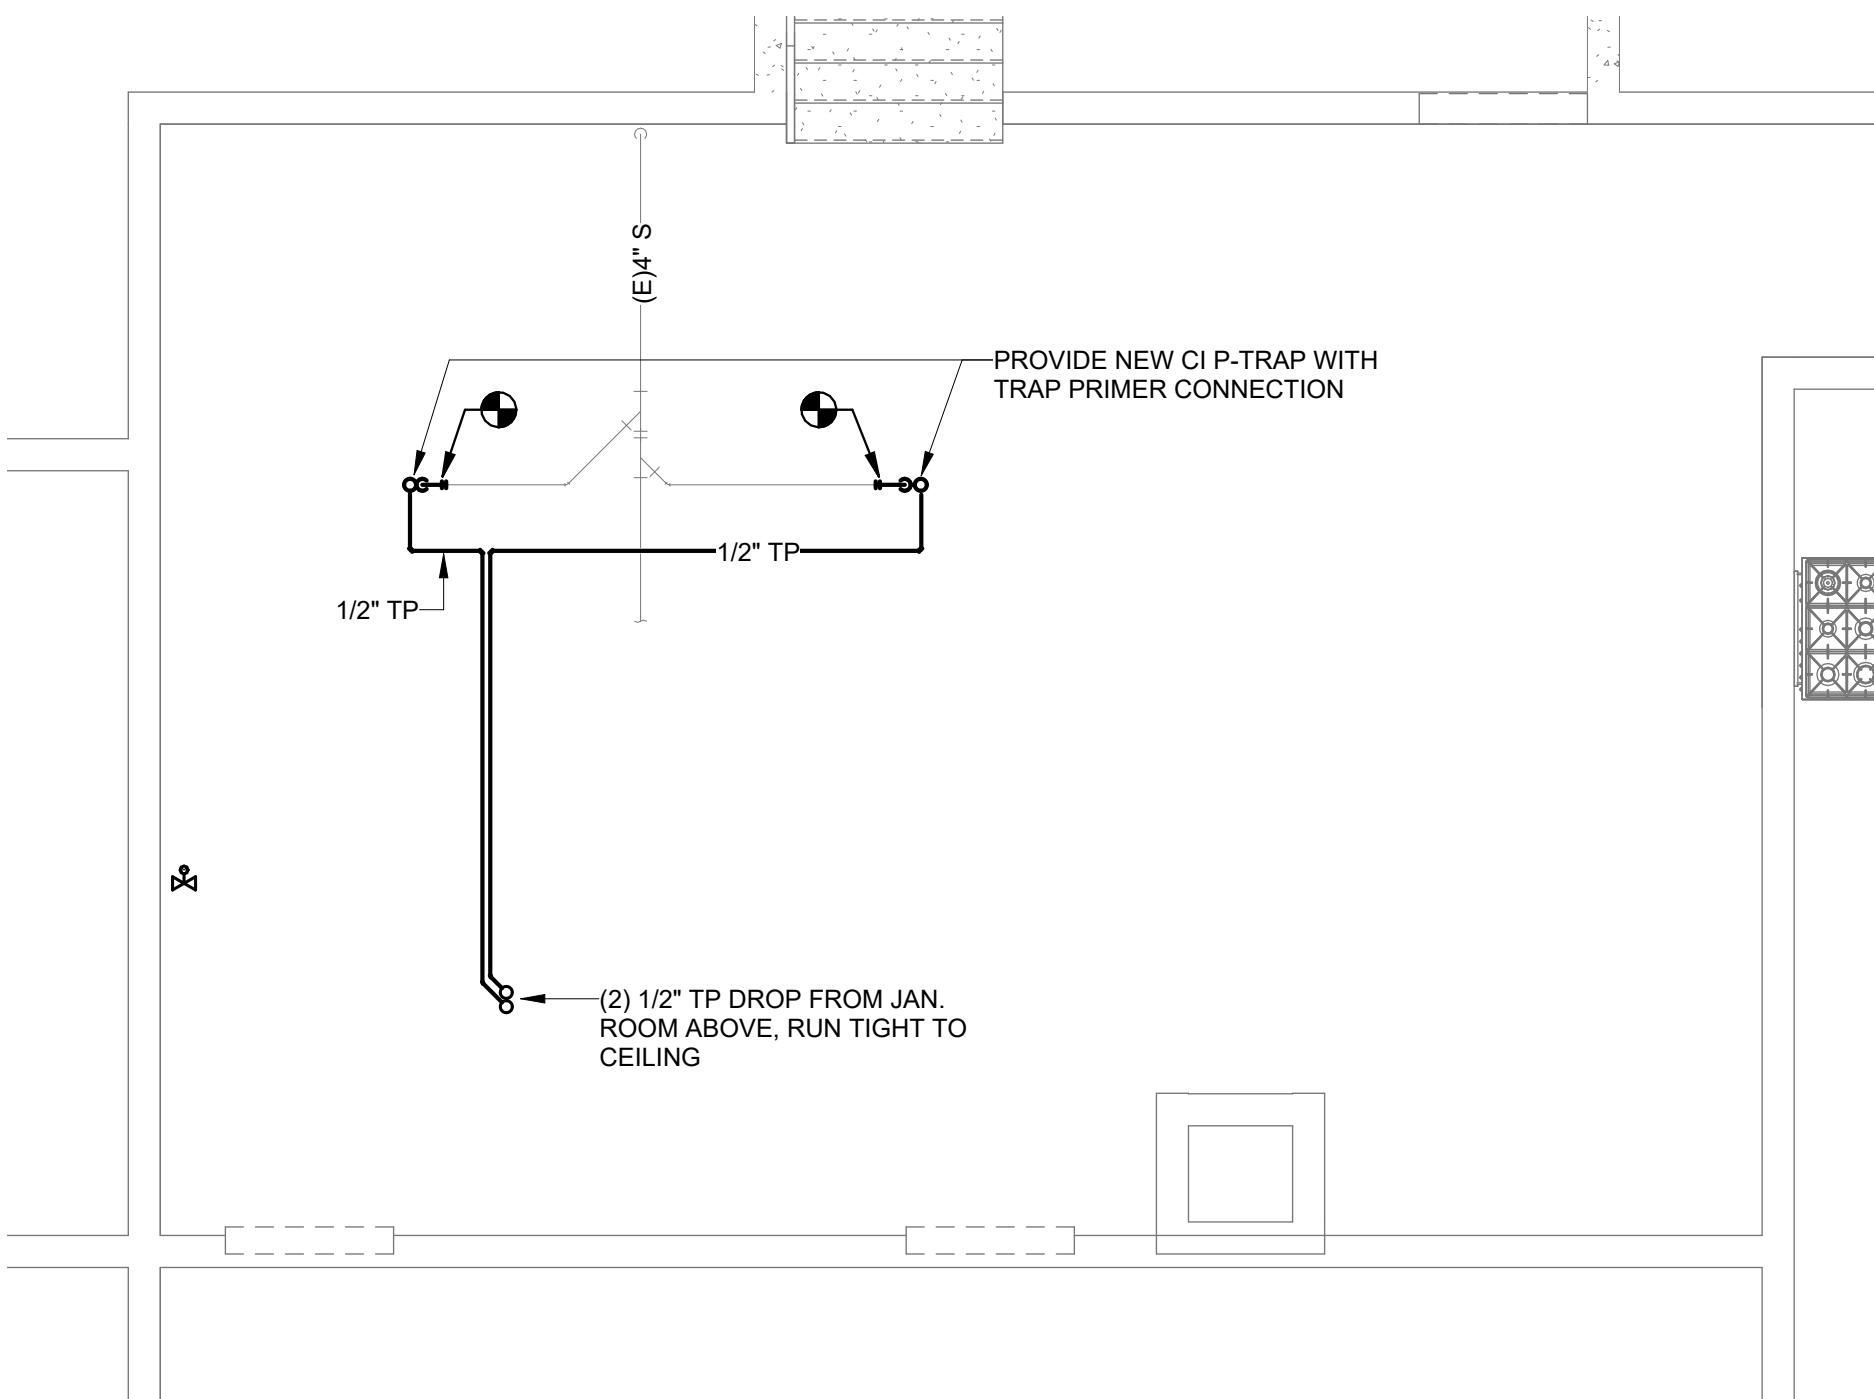 (E)4" S
PROVIDE NEW CI P-TRAP WITH
TRAP PRIMER CONNECTION
1/2" TP
1/2" TP
(2) 1/2" TP DROP FROM JAN.
ROOM ABOVE, RUN TIGHT TO
CEILING